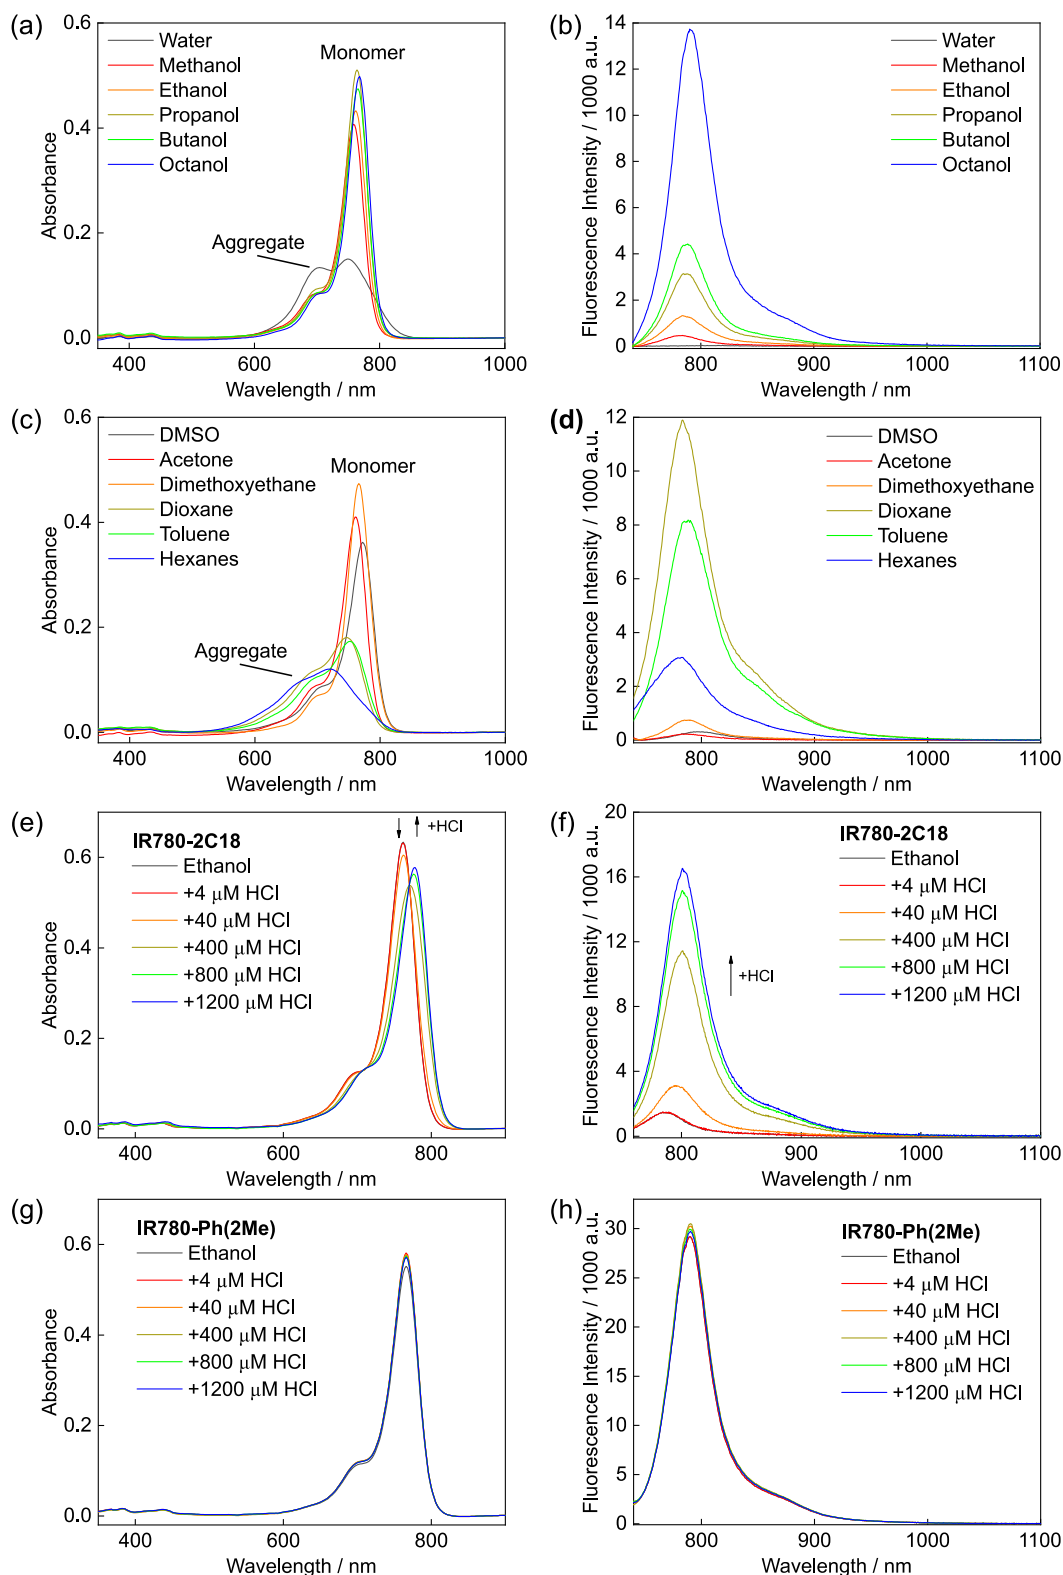 (a)
0.6
0.4
0.2
0.0
Absorbance
Water
Methanol
Ethanol
Propanol
Butanol
Octanol
Monomer
Aggregate
400 600 800 1000
Wavelength / nm
(b)
14
12
10
8
6
4
2
0
Fluorescence Intensity / 1000 a.u.
Water
Methanol
Ethanol
Propanol
Butanol
Octanol
800 900 1000 1100
Wavelength / nm
(c)
0.6
0.4
0.2
0.0
Absorbance
DMSO
Acetone
Dimethoxyethane
Dioxane
Toluene
Hexanes
Monomer
Aggregate
400 600 800 1000
Wavelength / nm
(d)
12
10
8
6
4
2
0
Fluorescence Intensity / 1000 a.u.
DMSO
Acetone
Dimethoxyethane
Dioxane
Toluene
Hexanes
800 900 1000 1100
Wavelength / nm
(e)
0.6
0.4
0.2
0.0
Absorbance
IR780-2C18
Ethanol
+4 μM HCl
+40 μM HCl
+400 μM HCl
+800 μM HCl
+1200 μM HCl
+HCl
400 600 800
Wavelength / nm
(f)
20
16
12
8
4
0
Fluorescence Intensity / 1000 a.u.
IR780-2C18
Ethanol
+4 μM HCl
+40 μM HCl
+400 μM HCl
+800 μM HCl
+1200 μM HCl
+HCl
800 900 1000 1100
Wavelength / nm
(g)
0.6
0.4
0.2
0.0
Absorbance
IR780-Ph(2Me)
Ethanol
+4 μM HCl
+40 μM HCl
+400 μM HCl
+800 μM HCl
+1200 μM HCl
400 600 800
Wavelength / nm
(h)
30
25
20
15
10
5
0
Fluorescence Intensity / 1000 a.u.
IR780-Ph(2Me)
Ethanol
+4 μM HCl
+40 μM HCl
+400 μM HCl
+800 μM HCl
+1200 μM HCl
800 900 1000 1100
Wavelength / nm